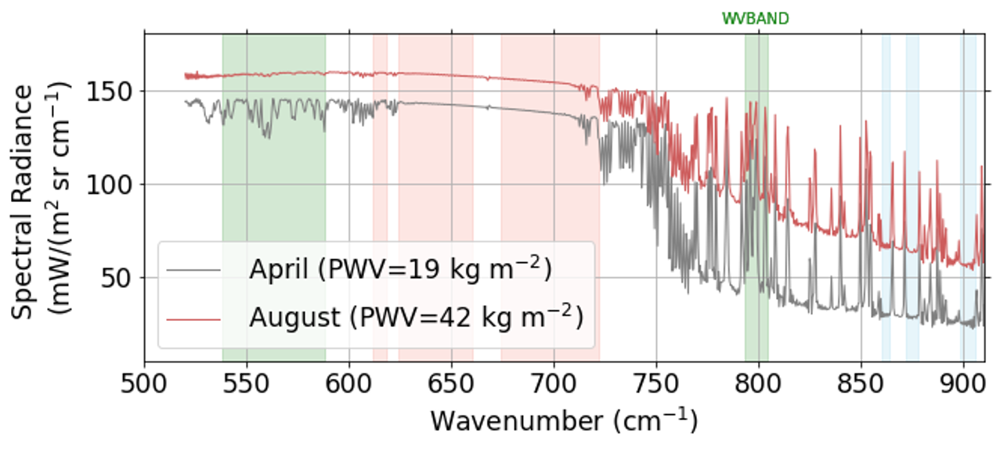 WVBAND
150
100
50
Spectral Radiance
(mW/(m² sr cm⁻¹)
April (PWV=19 kg m⁻²)
August (PWV=42 kg m⁻²)
500 550 600 650 700 750 800 850 900
Wavenumber (cm⁻¹)